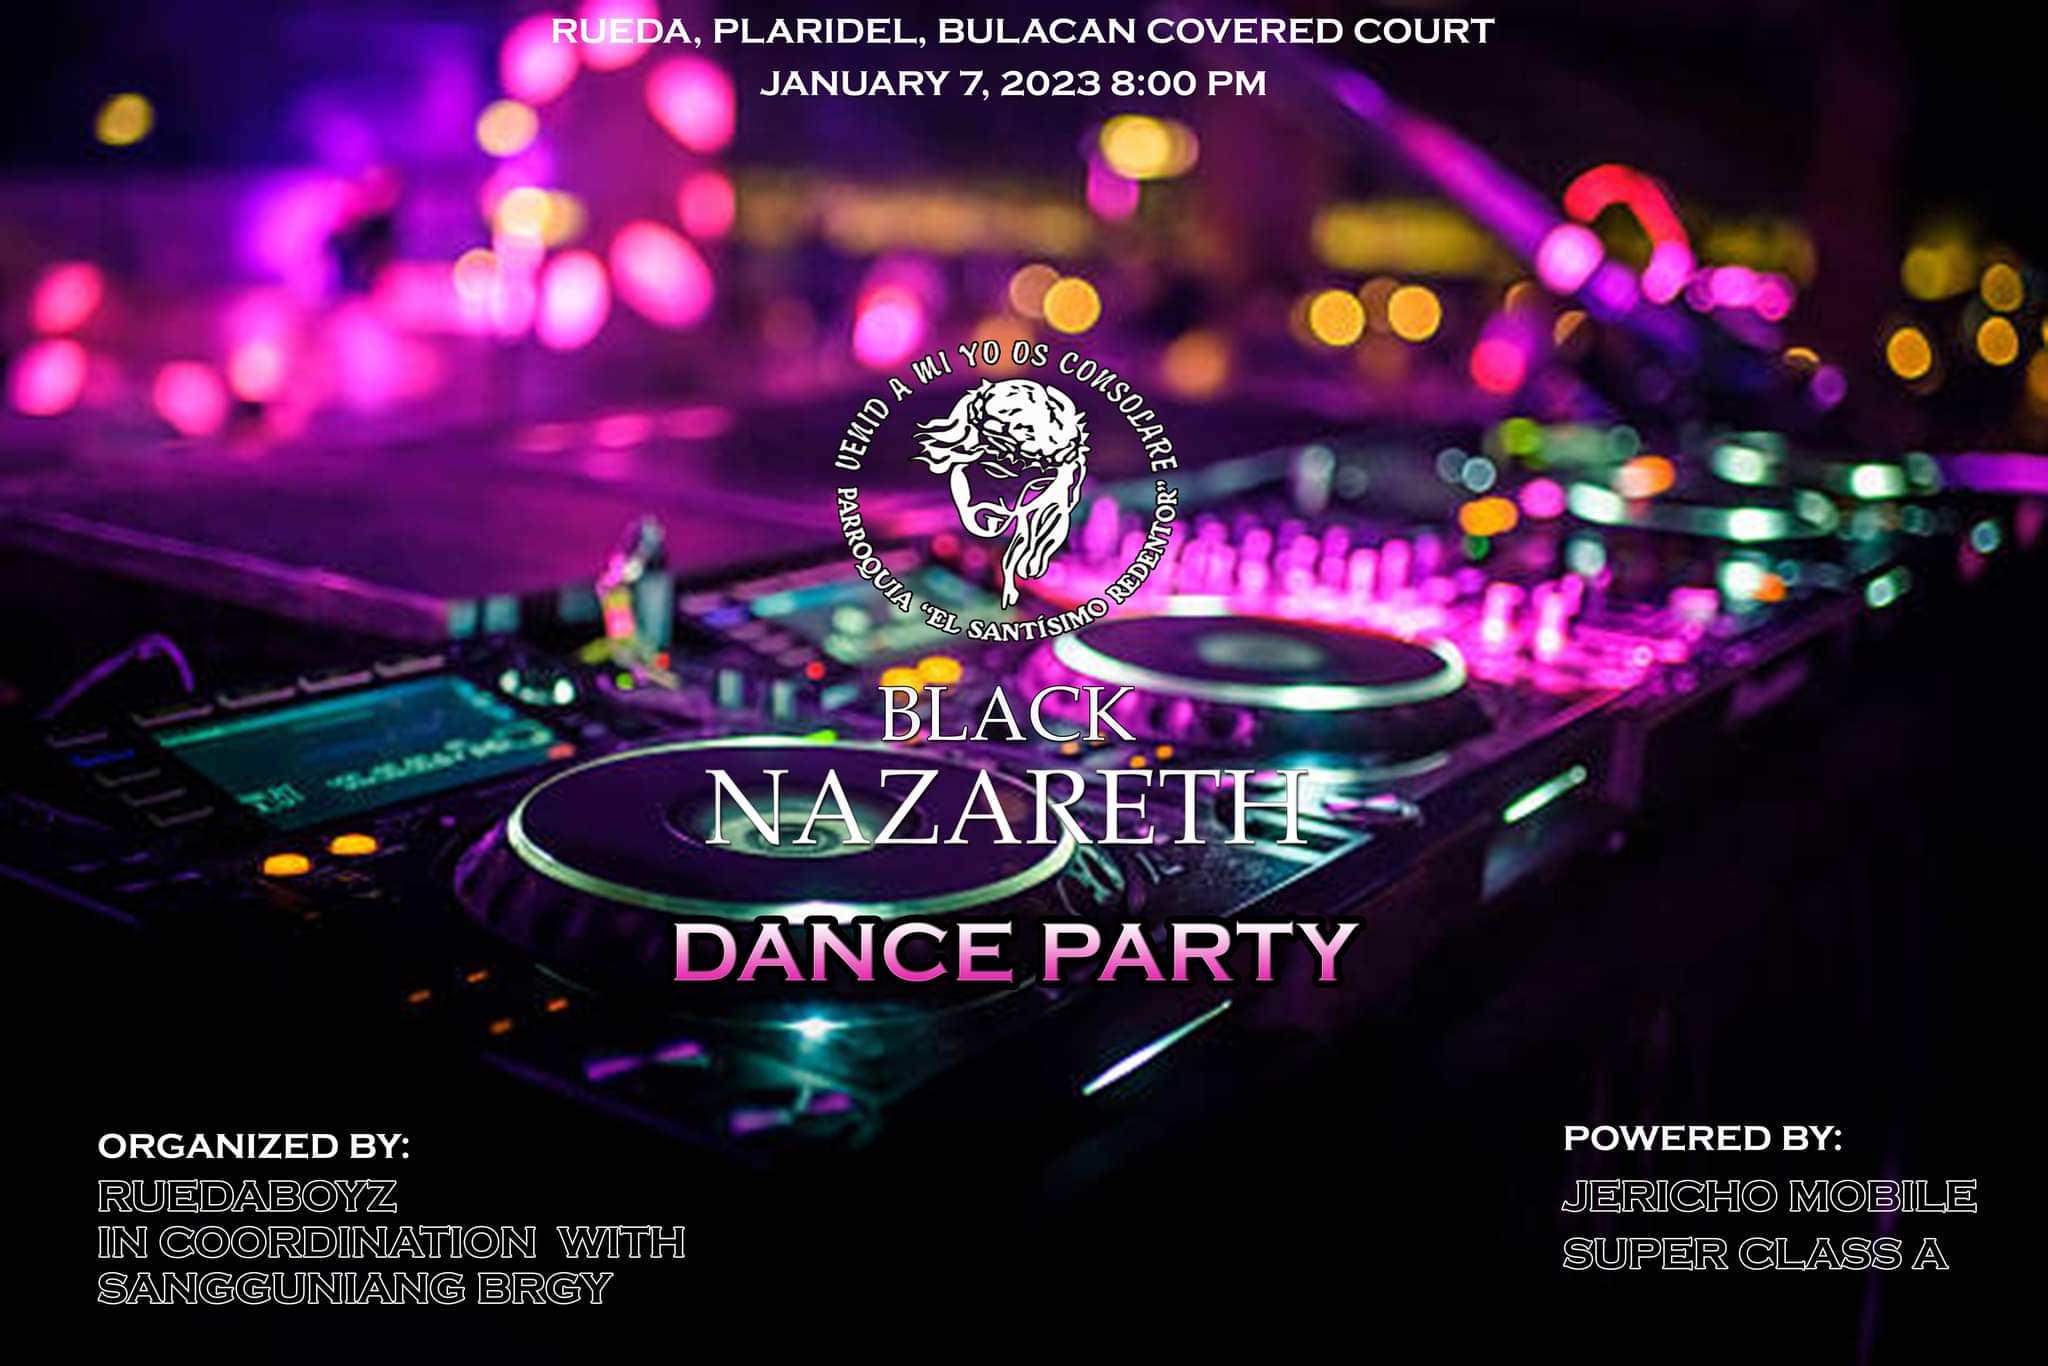 RUEDA, PLARIDEL, BULACAN COVERED COURT
JANUARY 7, 2023 8:00 PM
VENID A MI YO OS CONSOLARE
PARROQUIA "EL SANTÍSIMO REDENTOR"
BLACK
NAZARETH
DANCE PARTY
ORGANIZED BY:
RUEDABOYZ
IN COORDINATION WITH
SANGGUNIANG BRGY
POWERED BY:
JERICHO MOBILE
SUPER CLASS A